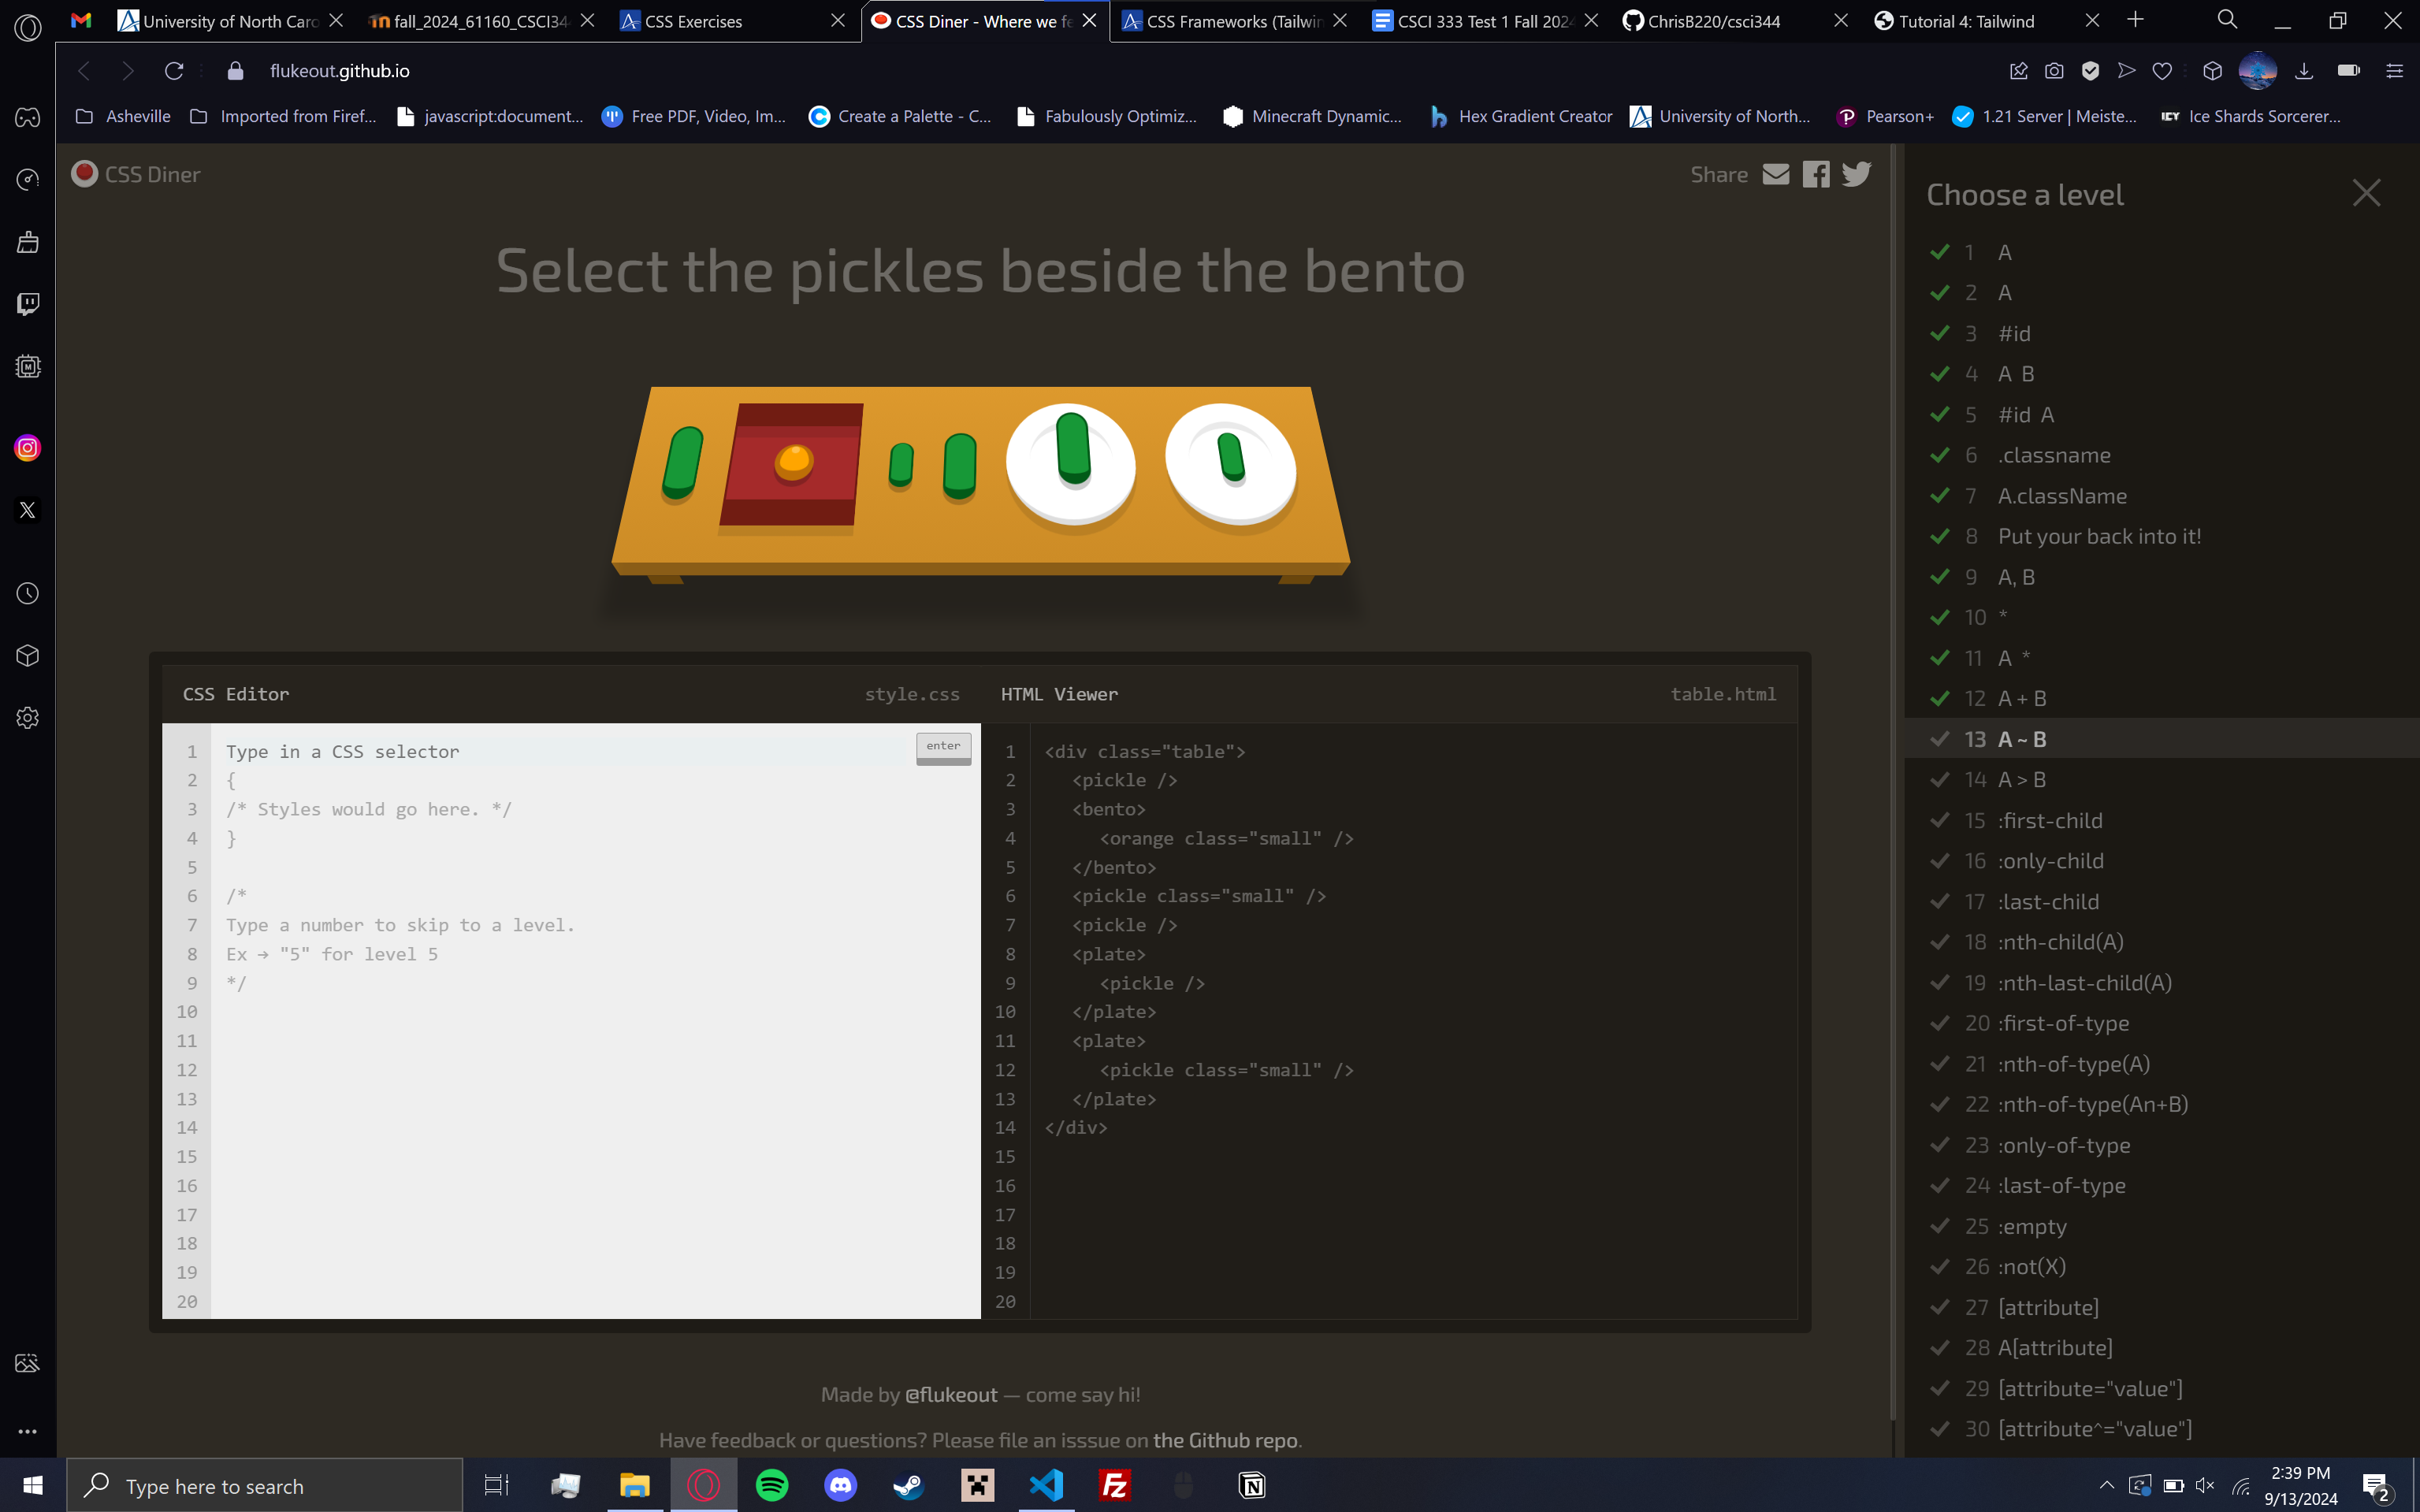 University of North Caro
fall_2024_61160_CSCI34
CSS Exercises
CSS Diner - Where we fe
CSS Frameworks (Tailwin
CSCI 333 Test 1 Fall 2024
ChrisB220/csci344
Tutorial 4: Tailwind
flukeout.github.io
Asheville
Imported from Firef...
javascript:document...
Free PDF, Video, Im...
Create a Palette - C...
Fabulously Optimiz...
Minecraft Dynamic...
Hex Gradient Creator
University of North...
Pearson+
1.21 Server | Meiste...
ICY
Ice Shards Sorcerer...
CSS Diner
Share
Select the pickles beside the bento
CSS Editor
style.css
1 Type in a CSS selector
enter
2 {
3 /* Styles would go here. */
4 }
5
6 /*
7 Type a number to skip to a level.
8 Ex → "5" for level 5
9 */
10
11
12
13
14
15
16
17
18
19
20
HTML Viewer
table.html
1 <div class="table">
2 <pickle />
3 <bento>
4 <orange class="small" />
5 </bento>
6 <pickle class="small" />
7 <pickle />
8 <plate>
9 <pickle />
10 </plate>
11 <plate>
12 <pickle class="small" />
13 </plate>
14 </div>
15
16
17
18
19
20
Made by @flukeout — come say hi!
Have feedback or questions? Please file an isssue on the Github repo.
Choose a level
1 A
2 A
3 #id
4 A B
5 #id A
6 .classname
7 A.className
8 Put your back into it!
9 A, B
10 *
11 A *
12 A + B
13 A ~ B
14 A > B
15 :first-child
16 :only-child
17 :last-child
18 :nth-child(A)
19 :nth-last-child(A)
20 :first-of-type
21 :nth-of-type(A)
22 :nth-of-type(An+B)
23 :only-of-type
24 :last-of-type
25 :empty
26 :not(X)
27 [attribute]
28 A[attribute]
29 [attribute="value"]
30 [attribute^="value"]
Type here to search
2:39 PM
9/13/2024
2